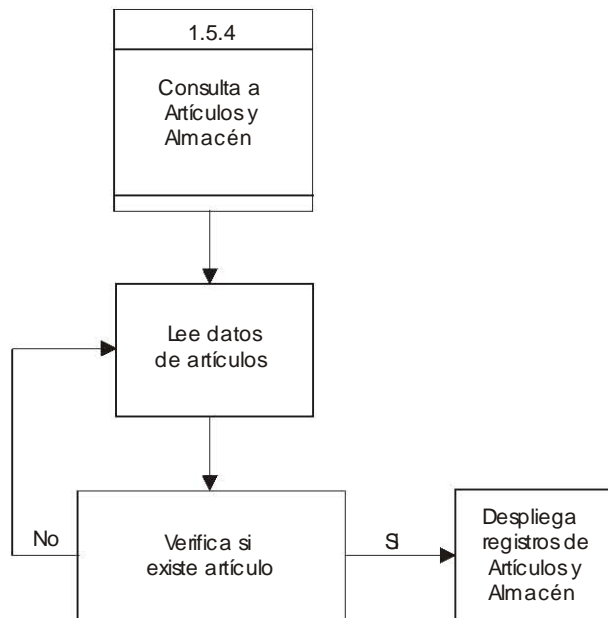 1.5.4
Consulta a
Artículos y
Almacén
Lee datos
de artículos
No
Verifica si
existe artículo
Si
Despliega
registros de
Artículos y
Almacén